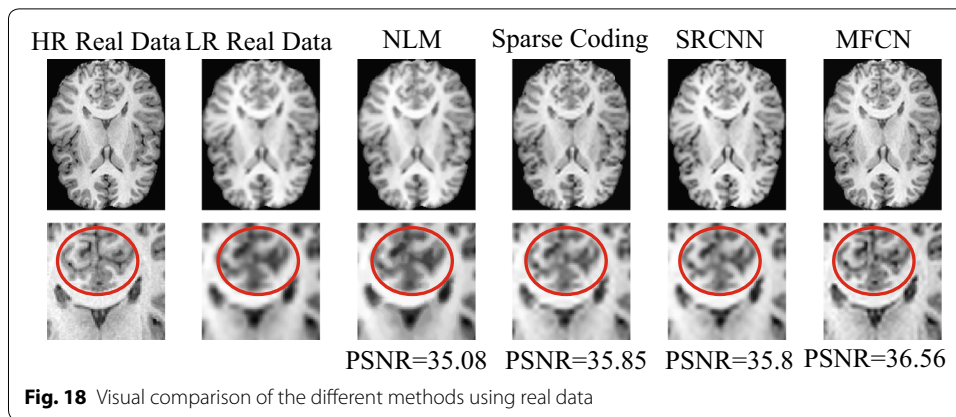 HR Real Data LR Real Data NLM Sparse Coding SRCNN MFCN
PSNR=35.08 PSNR=35.85 PSNR=35.8 PSNR=36.56
Fig. 18 Visual comparison of the different methods using real data